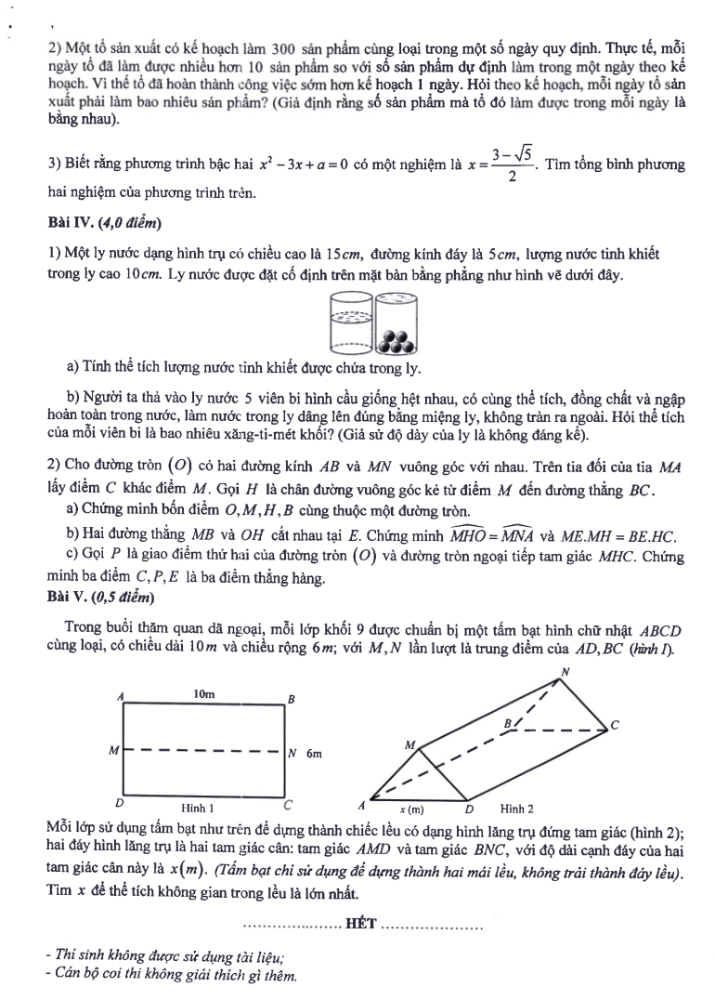 2) Một tổ sản xuất có kế hoạch làm 300 sản phẩm cùng loại trong một số ngày quy định. Thực tế, mỗi
ngày tổ đã làm được nhiều hơn 10 sản phẩm so với số sản phẩm dự định làm trong một ngày theo kế
hoạch. Vì thế tổ đã hoàn thành công việc sớm hơn kế hoạch 1 ngày. Hỏi theo kế hoạch, mỗi ngày tổ sản
xuất phải làm bao nhiêu sản phẩm? (Giả định rằng số sản phẩm mà tổ đó làm được trong mỗi ngày là
bằng nhau).
3) Biết rằng phương trình bậc hai x² − 3x + a = 0 có một nghiệm là x = (3 − √5)/2. Tìm tổng bình phương
hai nghiệm của phương trình trên.
Bài IV. (4,0 điểm)
1) Một ly nước dạng hình trụ có chiều cao là 15cm, đường kính đáy là 5cm, lượng nước tinh khiết
trong ly cao 10cm. Ly nước được đặt cố định trên mặt bàn bằng phẳng như hình vẽ dưới đây.
a) Tính thể tích lượng nước tinh khiết được chứa trong ly.
b) Người ta thả vào ly nước 5 viên bi hình cầu giống hệt nhau, có cùng thể tích, đồng chất và ngập
hoàn toàn trong nước, làm nước trong ly dâng lên đúng bằng miệng ly, không tràn ra ngoài. Hỏi thể tích
của mỗi viên bi là bao nhiêu xăng-ti-mét khối? (Giả sử độ dày của ly là không đáng kể).
2) Cho đường tròn (O) có hai đường kính AB và MN vuông góc với nhau. Trên tia đối của tia MA
lấy điểm C khác điểm M. Gọi H là chân đường vuông góc kẻ từ điểm M đến đường thẳng BC.
a) Chứng minh bốn điểm O, M, H, B cùng thuộc một đường tròn.
b) Hai đường thẳng MB và OH cắt nhau tại E. Chứng minh ∠MHO = ∠MNA và ME.MH = BE.HC.
c) Gọi P là giao điểm thứ hai của đường tròn (O) và đường tròn ngoại tiếp tam giác MHC. Chứng
minh ba điểm C, P, E là ba điểm thẳng hàng.
Bài V. (0,5 điểm)
Trong buổi thăm quan dã ngoại, mỗi lớp khối 9 được chuẩn bị một tấm bạt hình chữ nhật ABCD
cùng loại, có chiều dài 10m và chiều rộng 6m; với M, N lần lượt là trung điểm của AD, BC (hình 1).
A 10m B
M N 6m
D Hình 1 C
N
B C
M
A x (m) D Hình 2
Mỗi lớp sử dụng tấm bạt như trên để dựng thành chiếc lều có dạng hình lăng trụ đứng tam giác (hình 2);
hai đáy hình lăng trụ là hai tam giác cân: tam giác AMD và tam giác BNC, với độ dài cạnh đáy của hai
tam giác cân này là x(m). (Tấm bạt chỉ sử dụng để dựng thành hai mái lều, không trải thành đáy lều).
Tìm x để thể tích không gian trong lều là lớn nhất.
..................... HẾT .....................
- Thí sinh không được sử dụng tài liệu;
- Cán bộ coi thi không giải thích gì thêm.